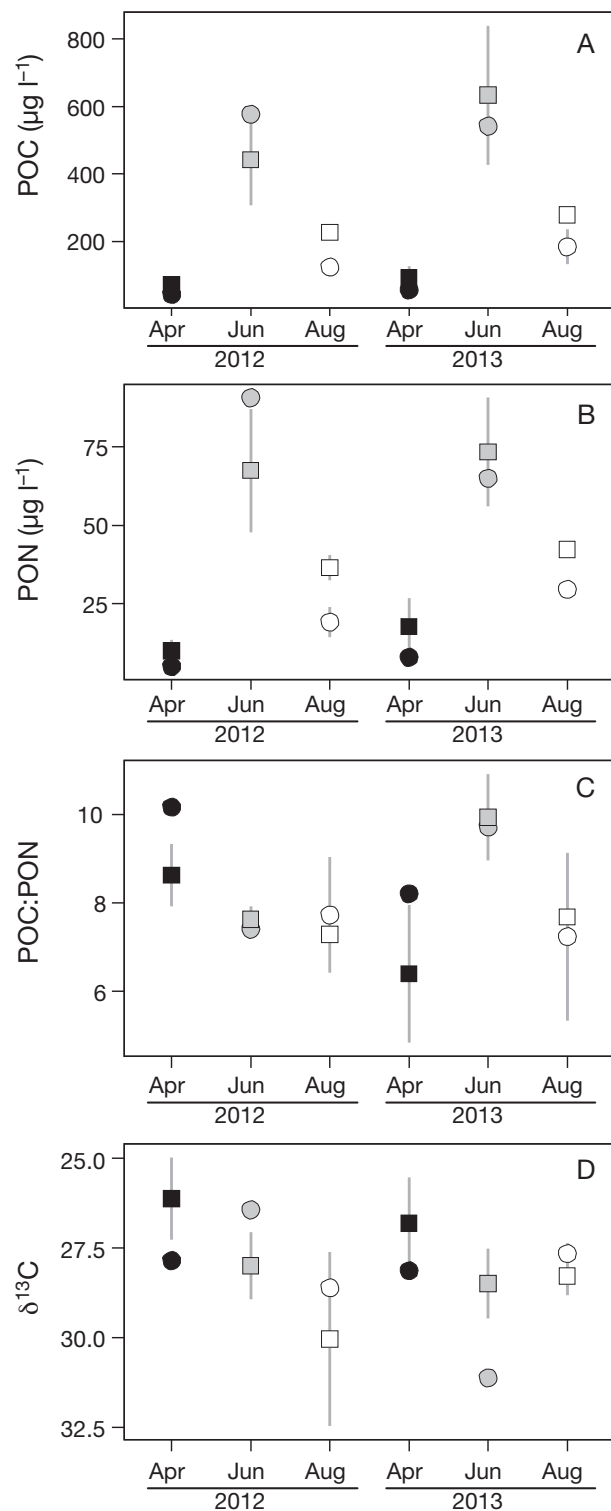 A
POC (µg l⁻¹)
800
600
400
200
Apr Jun Aug Apr Jun Aug
2012 2013
B
PON (µg l⁻¹)
75
50
25
Apr Jun Aug Apr Jun Aug
2012 2013
C
POC:PON
10
8
6
Apr Jun Aug Apr Jun Aug
2012 2013
D
δ¹³C
25.0
27.5
30.0
32.5
Apr Jun Aug Apr Jun Aug
2012 2013